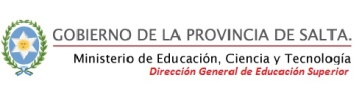 GOBIERNO DE LA PROVINCIA DE SALTA.
Ministerio de Educación, Ciencia y Tecnología
Dirección General de Educación Superior